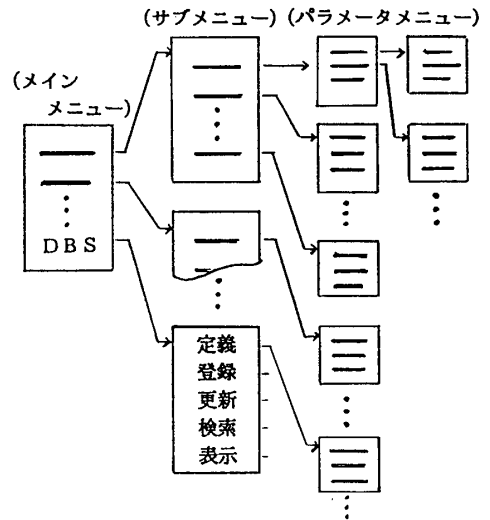 (サブメニュー)(パラメータメニュー)
(メイン
メニュー)
DBS
定義
登録
更新
検索
表示